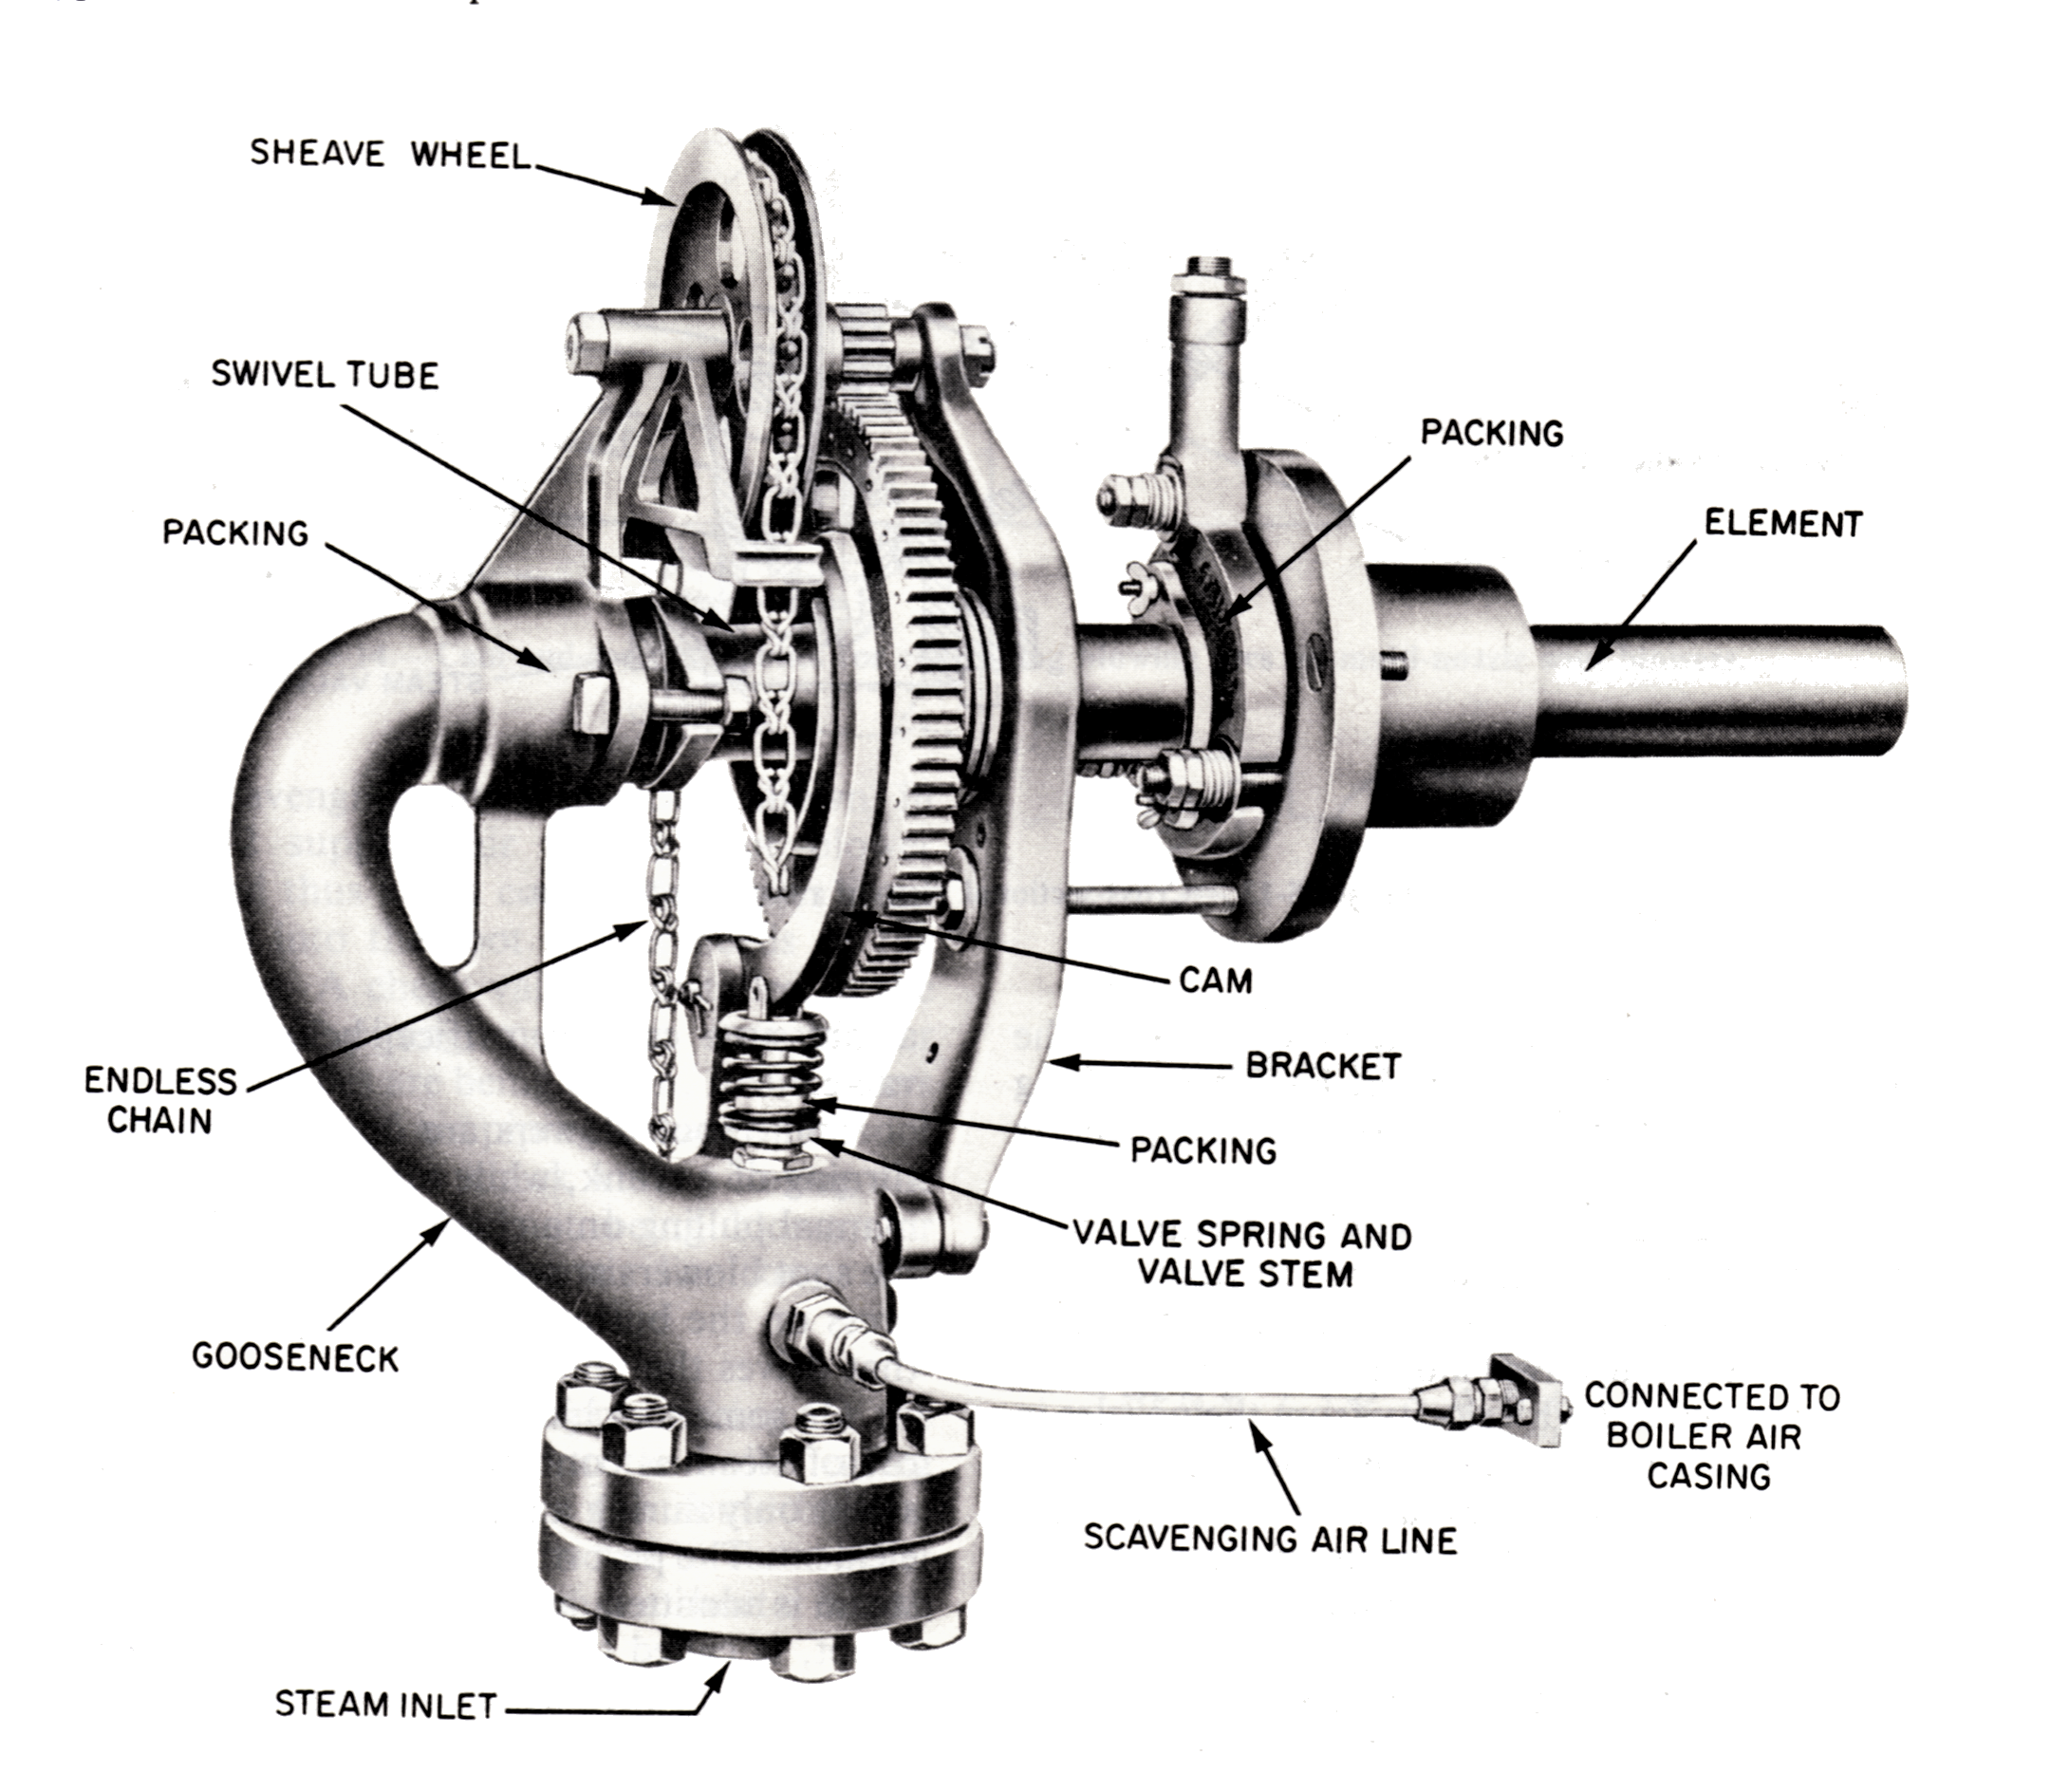 SHEAVE WHEEL
SWIVEL TUBE
PACKING
PACKING
ELEMENT
CAM
BRACKET
ENDLESS
CHAIN
PACKING
VALVE SPRING AND
VALVE STEM
GOOSENECK
CONNECTED TO
BOILER AIR
CASING
SCAVENGING AIR LINE
STEAM INLET